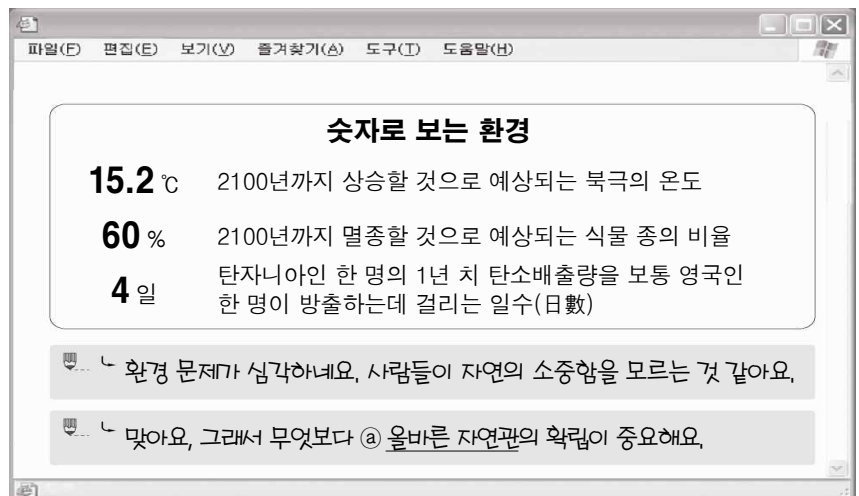 파일(F) 편집(E) 보기(V) 즐겨찾기(A) 도구(T) 도움말(H)
숫자로 보는 환경
15.2 ℃ 2100년까지 상승할 것으로 예상되는 북극의 온도
60 % 2100년까지 멸종할 것으로 예상되는 식물 종의 비율
4 일 탄자니아인 한 명의 1년 치 탄소배출량을 보통 영국인
한 명이 방출하는데 걸리는 일수(日數)
환경 문제가 심각하네요. 사람들이 자연의 소중함을 모르는 것 같아요.
맞아요, 그래서 무엇보다 ⓐ 올바른 자연관의 확립이 중요해요.